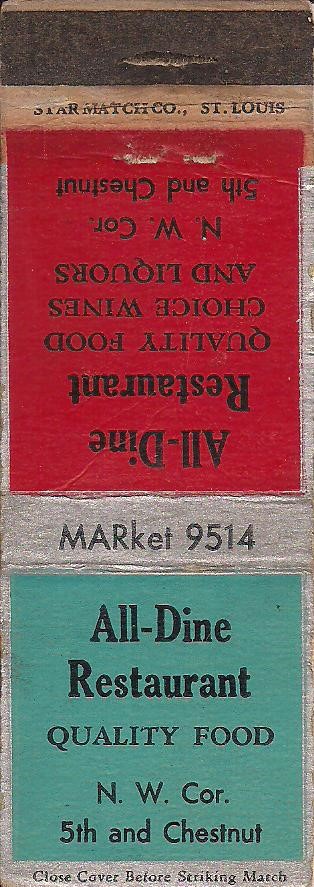 STAR MATCH CO., ST. LOUIS
All-Dine
Restaurant
QUALITY FOOD
CHOICE WINES
AND LIQUORS
N. W. Cor.
5th and Chestnut
MARket 9514
All-Dine
Restaurant
QUALITY FOOD
N. W. Cor.
5th and Chestnut
Close Cover Before Striking Match